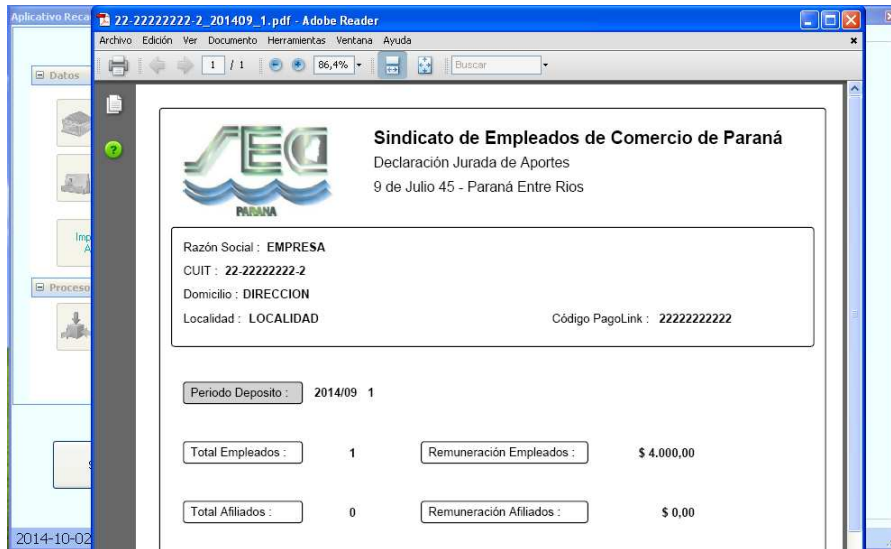 Aplicativo Reca
22-22222222-2_201409_1.pdf - Adobe Reader
Archivo Edición Ver Documento Herramientas Ventana Ayuda
1 / 1 86,4% Buscar
Datos
SEC
PARANA
Sindicato de Empleados de Comercio de Paraná
Declaración Jurada de Aportes
9 de Julio 45 - Paraná Entre Rios
Imp
A
Proceso
Razón Social : EMPRESA
CUIT : 22-22222222-2
Domicilio : DIRECCION
Localidad : LOCALIDAD Código PagoLink : 22222222222
Periodo Deposito : 2014/09 1
Total Empleados : 1 Remuneración Empleados : $ 4.000,00
S
Total Afiliados : 0 Remuneración Afiliados : $ 0,00
2014-10-02